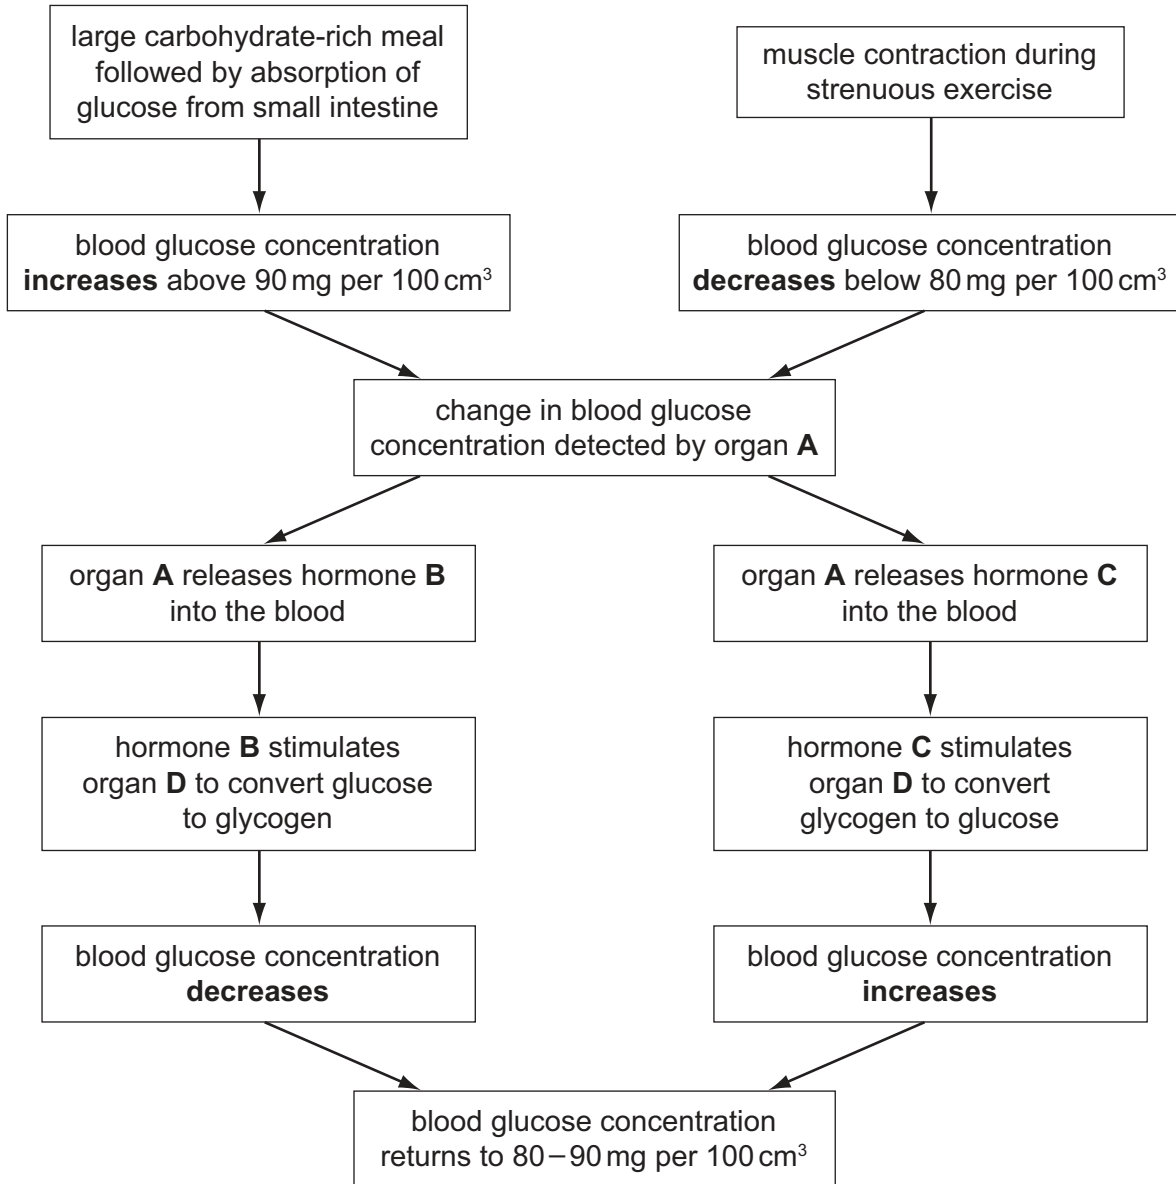 large carbohydrate-rich meal
followed by absorption of
glucose from small intestine
muscle contraction during
strenuous exercise
blood glucose concentration
increases above 90 mg per 100 cm³
blood glucose concentration
decreases below 80 mg per 100 cm³
change in blood glucose
concentration detected by organ A
organ A releases hormone B
into the blood
organ A releases hormone C
into the blood
hormone B stimulates
organ D to convert glucose
to glycogen
hormone C stimulates
organ D to convert
glycogen to glucose
blood glucose concentration
decreases
blood glucose concentration
increases
blood glucose concentration
returns to 80–90 mg per 100 cm³